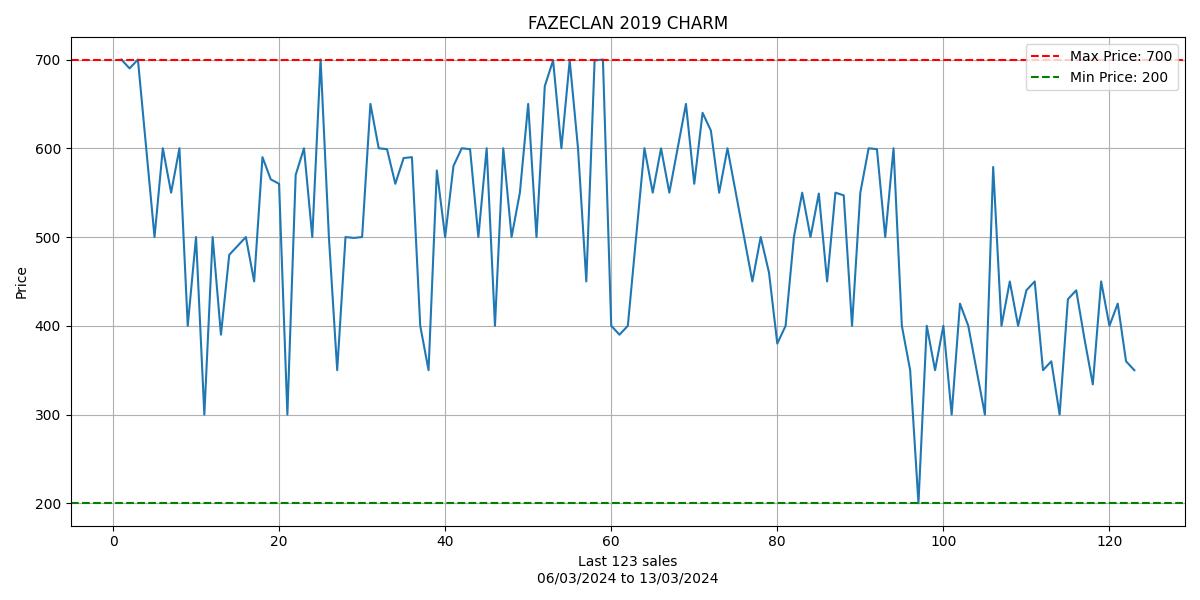 FAZECLAN 2019 CHARM
Max Price: 700
Min Price: 200
Price
700
600
500
400
300
200
0 20 40 60 80 100 120
Last 123 sales
06/03/2024 to 13/03/2024